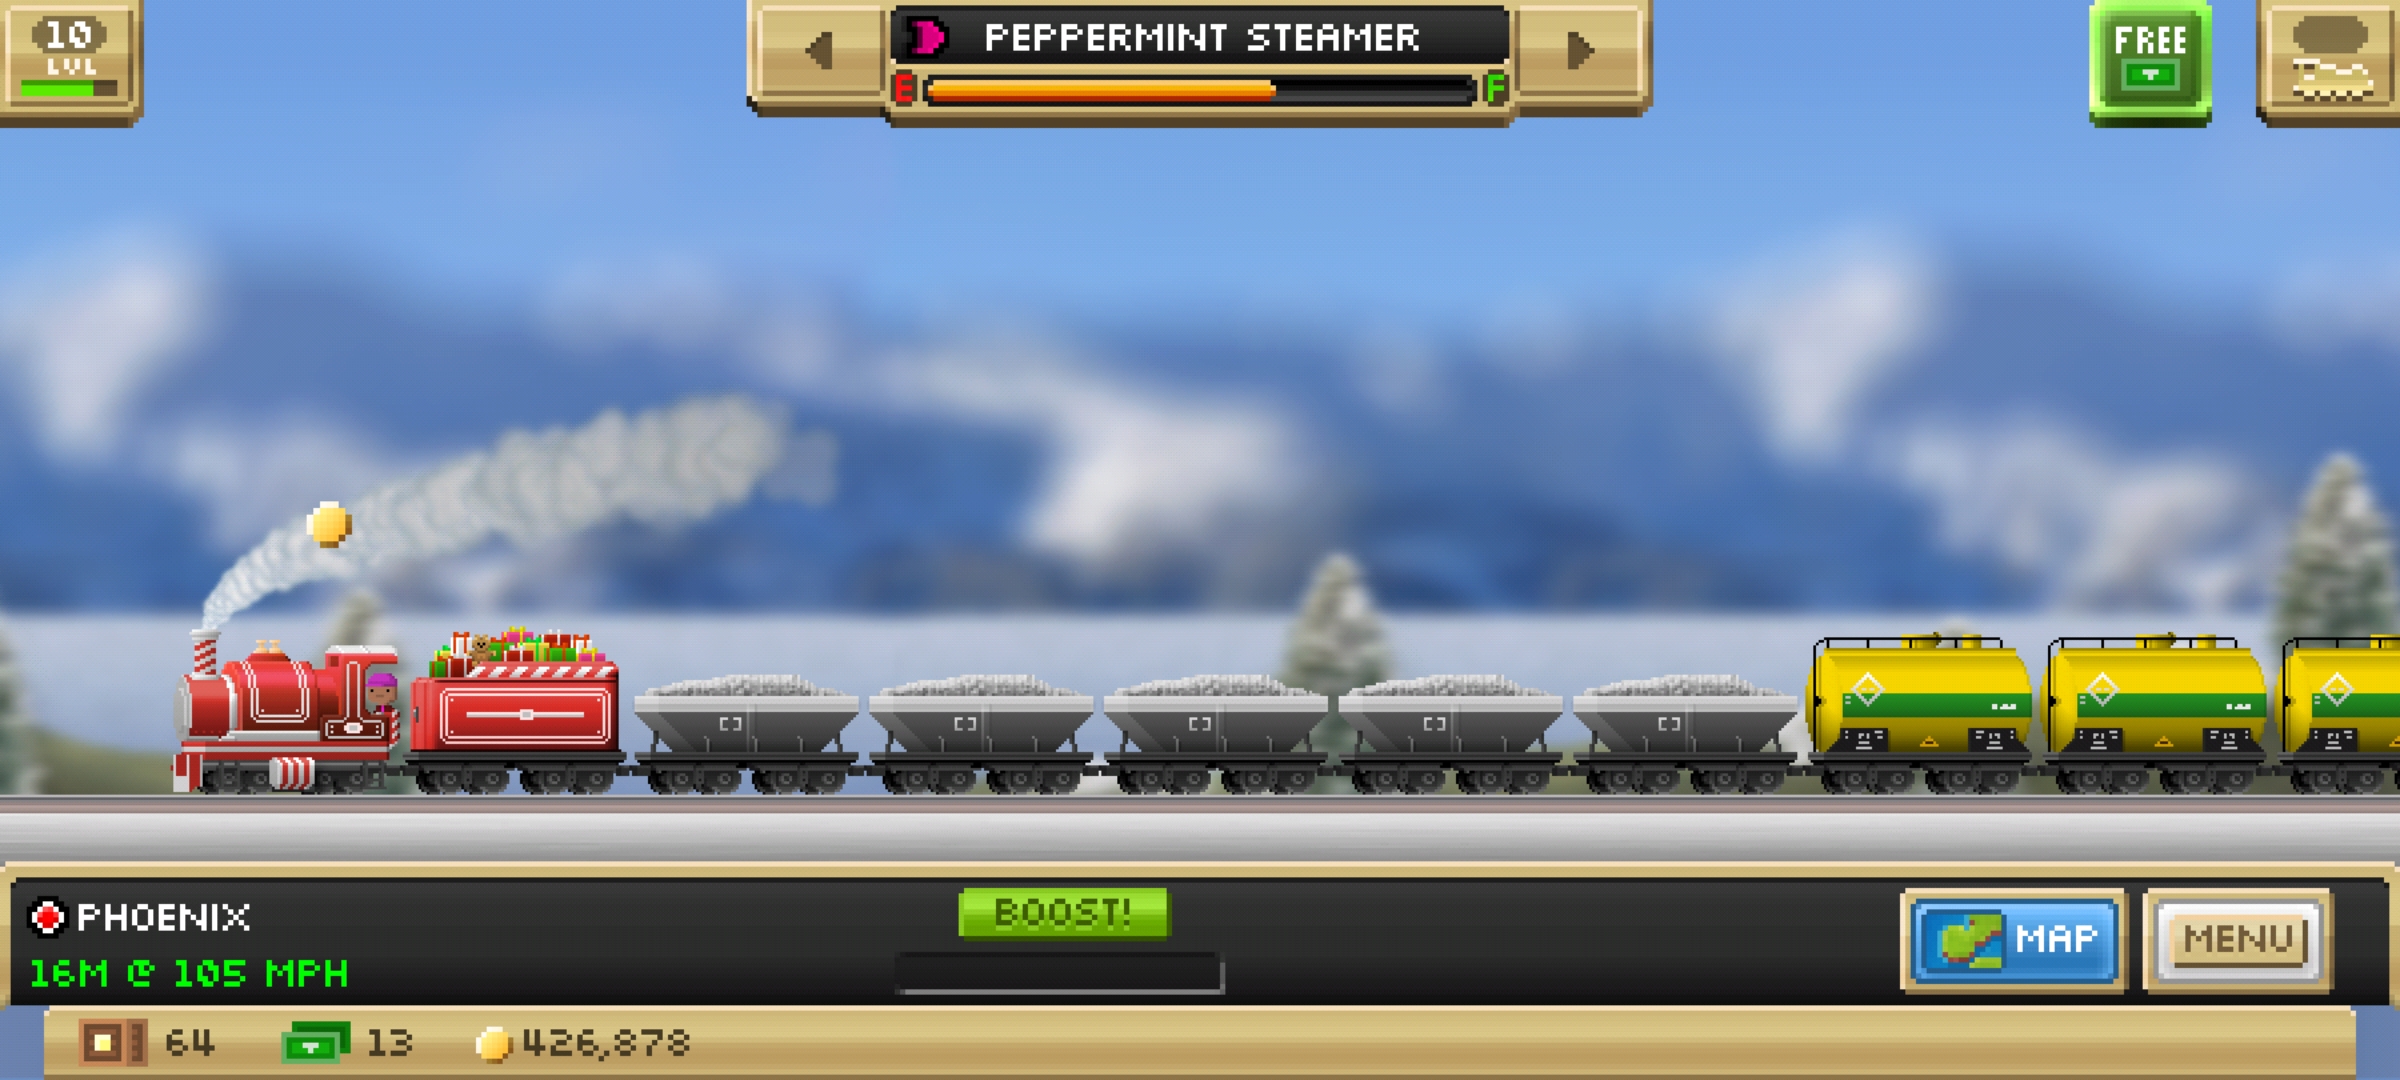 10
LVL
PEPPERMINT STEAMER
E F
FREE
PHOENIX
16M @ 105 MPH
BOOST!
MAP
MENU
64
13
426,878